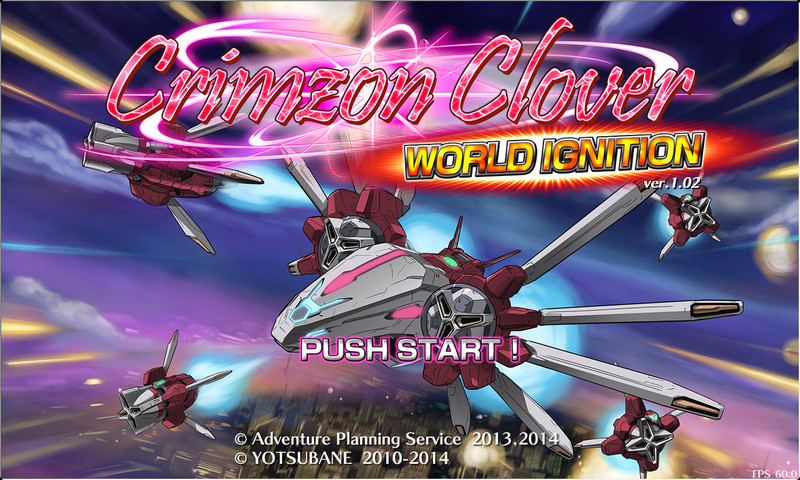 Crimzon Clover
WORLD IGNITION
ver.1.02
PUSH START !
© Adventure Planning Service 2013,2014
© YOTSUBANE 2010-2014
FPS 60.0